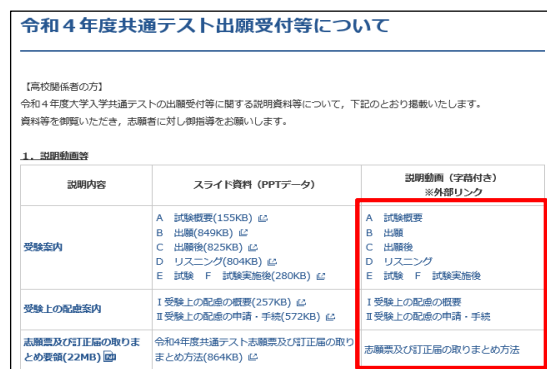 令和４年度共通テスト出願受付等について
【高校関係者の方】
令和４年度大学入学共通テストの出願受付等に関する説明資料等について，下記のとおり掲載いたします。
資料等を御覧いただき，志願者に対し御指導をお願いします。
１．説明動画等
説明内容
スライド資料（PPTデータ）
説明動画（字幕付き）
※外部リンク
受験案内
A　試験概要(155KB)
B　出願(849KB)
C　出願後(825KB)
D　リスニング(804KB)
E　試験　F　試験実施後(280KB)
A　試験概要
B　出願
C　出願後
D　リスニング
E　試験　F　試験実施後
受験上の配慮案内
Ⅰ受験上の配慮の概要(257KB)
Ⅱ受験上の配慮の申請・手続(572KB)
Ⅰ受験上の配慮の概要
Ⅱ受験上の配慮の申請・手続
志願票及び訂正届の取りま
とめ要領(22MB)
令和4年度共通テスト志願票及び訂正届の取り
まとめ方法(864KB)
志願票及び訂正届の取りまとめ方法